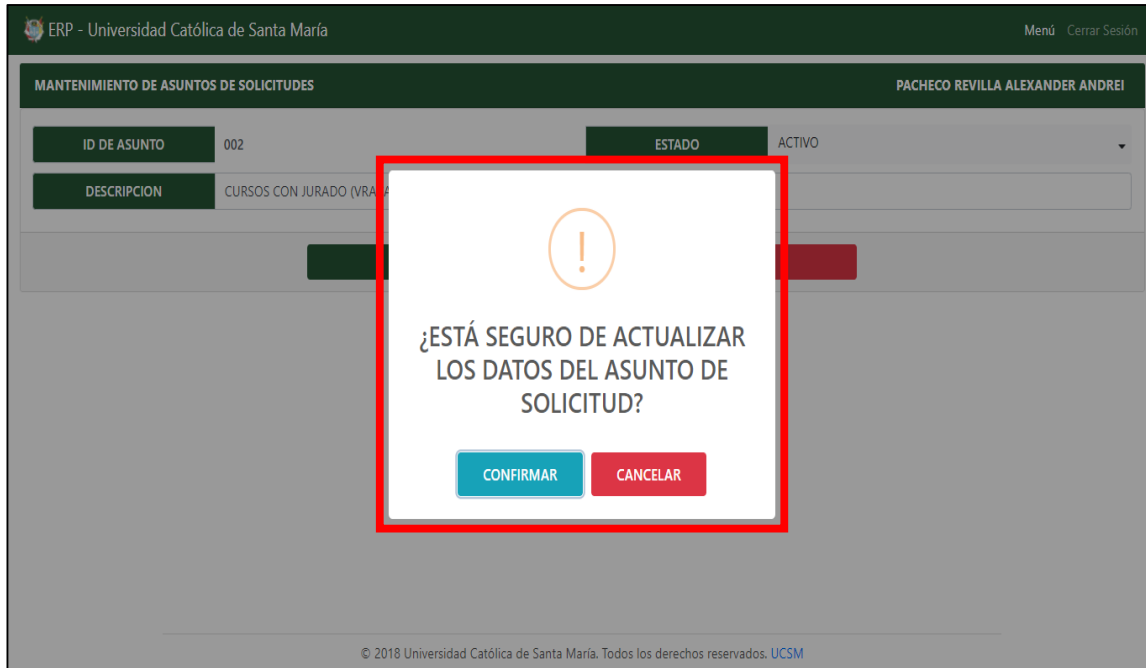 ERP - Universidad Católica de Santa María
Menú Cerrar Sesión
MANTENIMIENTO DE ASUNTOS DE SOLICITUDES PACHECO REVILLA ALEXANDER ANDREI
ID DE ASUNTO 002 ESTADO ACTIVO
DESCRIPCION CURSOS CON JURADO
!
¿ESTÁ SEGURO DE ACTUALIZAR
LOS DATOS DEL ASUNTO DE
SOLICITUD?
CONFIRMAR CANCELAR
© 2018 Universidad Católica de Santa María. Todos los derechos reservados. UCSM